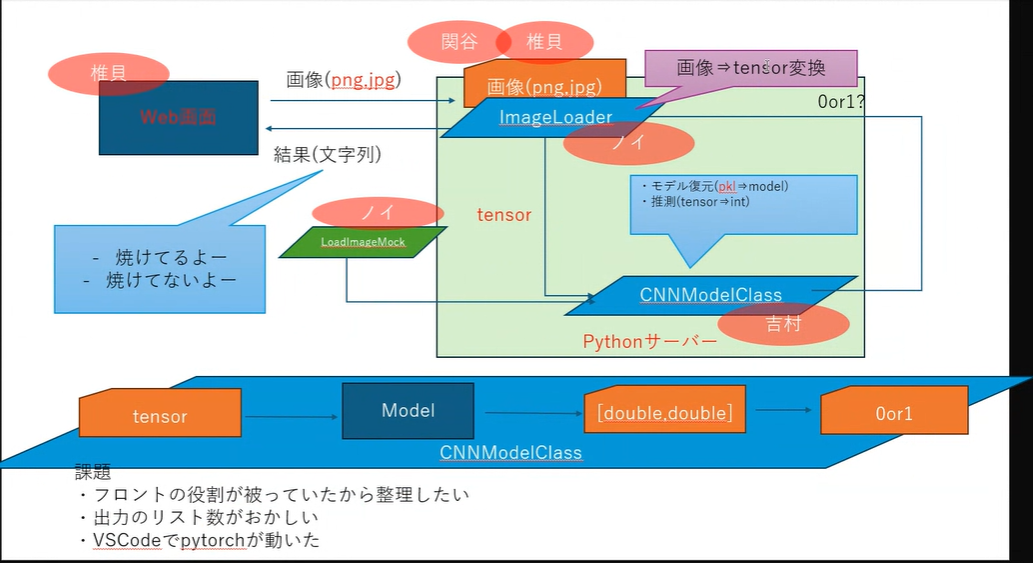 関谷
椎貝
椎貝
画像(png,jpg)
画像⇒tensor変換
画像(png,jpg)
0or1?
Web画面
ImageLoader
ノイ
結果(文字列)
・モデル復元(pkl⇒model)
・推測(tensor⇒int)
ノイ
tensor
LoadImageMock
- 焼けてるよー
- 焼けてないよー
CNNModelClass
吉村
Pythonサーバー
tensor
Model
[double,double]
0or1
CNNModelClass
課題
・フロントの役割が被っていたから整理したい
・出力のリスト数がおかしい
・VSCodeでpytorchが動いた